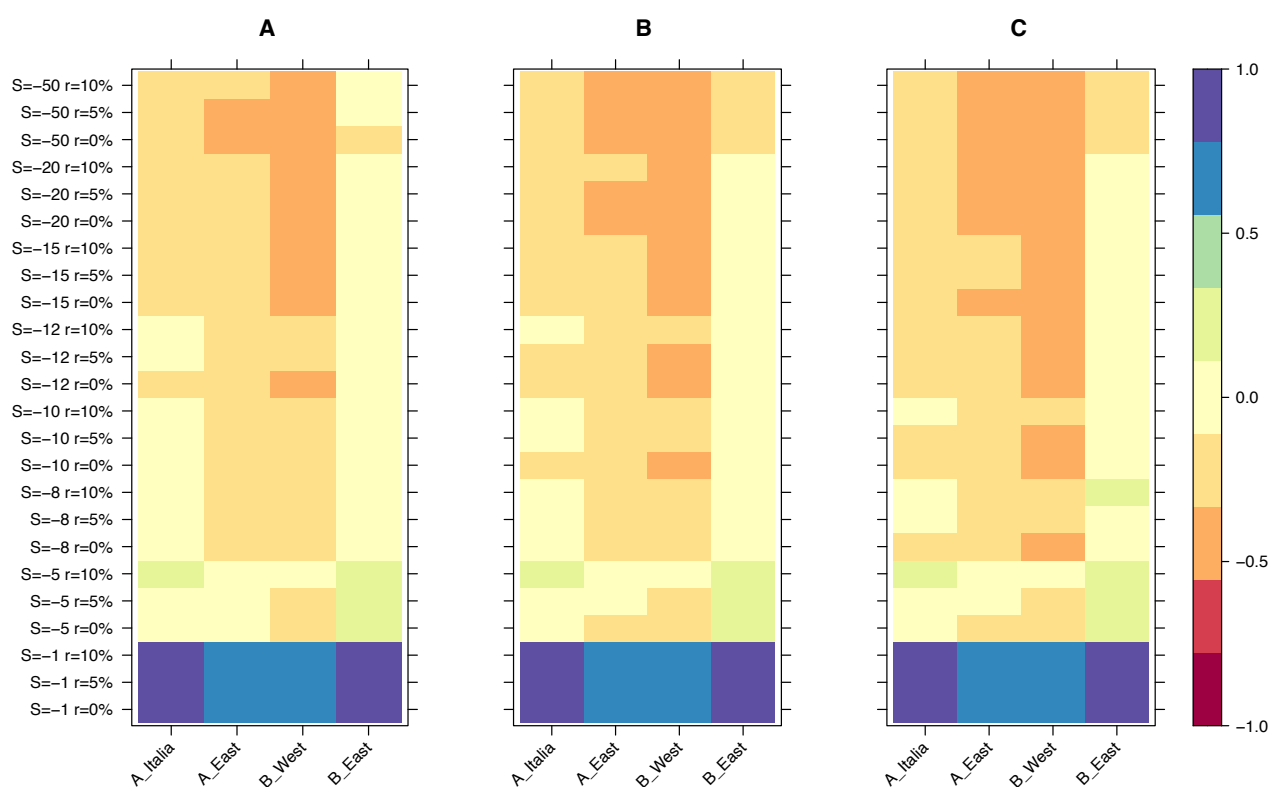 A B C
S=−50 r=10%
S=−50 r=5%
S=−50 r=0%
S=−20 r=10%
S=−20 r=5%
S=−20 r=0%
S=−15 r=10%
S=−15 r=5%
S=−15 r=0%
S=−12 r=10%
S=−12 r=5%
S=−12 r=0%
S=−10 r=10%
S=−10 r=5%
S=−10 r=0%
S=−8 r=10%
S=−8 r=5%
S=−8 r=0%
S=−5 r=10%
S=−5 r=5%
S=−5 r=0%
S=−1 r=10%
S=−1 r=5%
S=−1 r=0%
A_Italia A_East B_West B_East
A_Italia A_East B_West B_East
A_Italia A_East B_West B_East
1.0
0.5
0.0
−0.5
−1.0